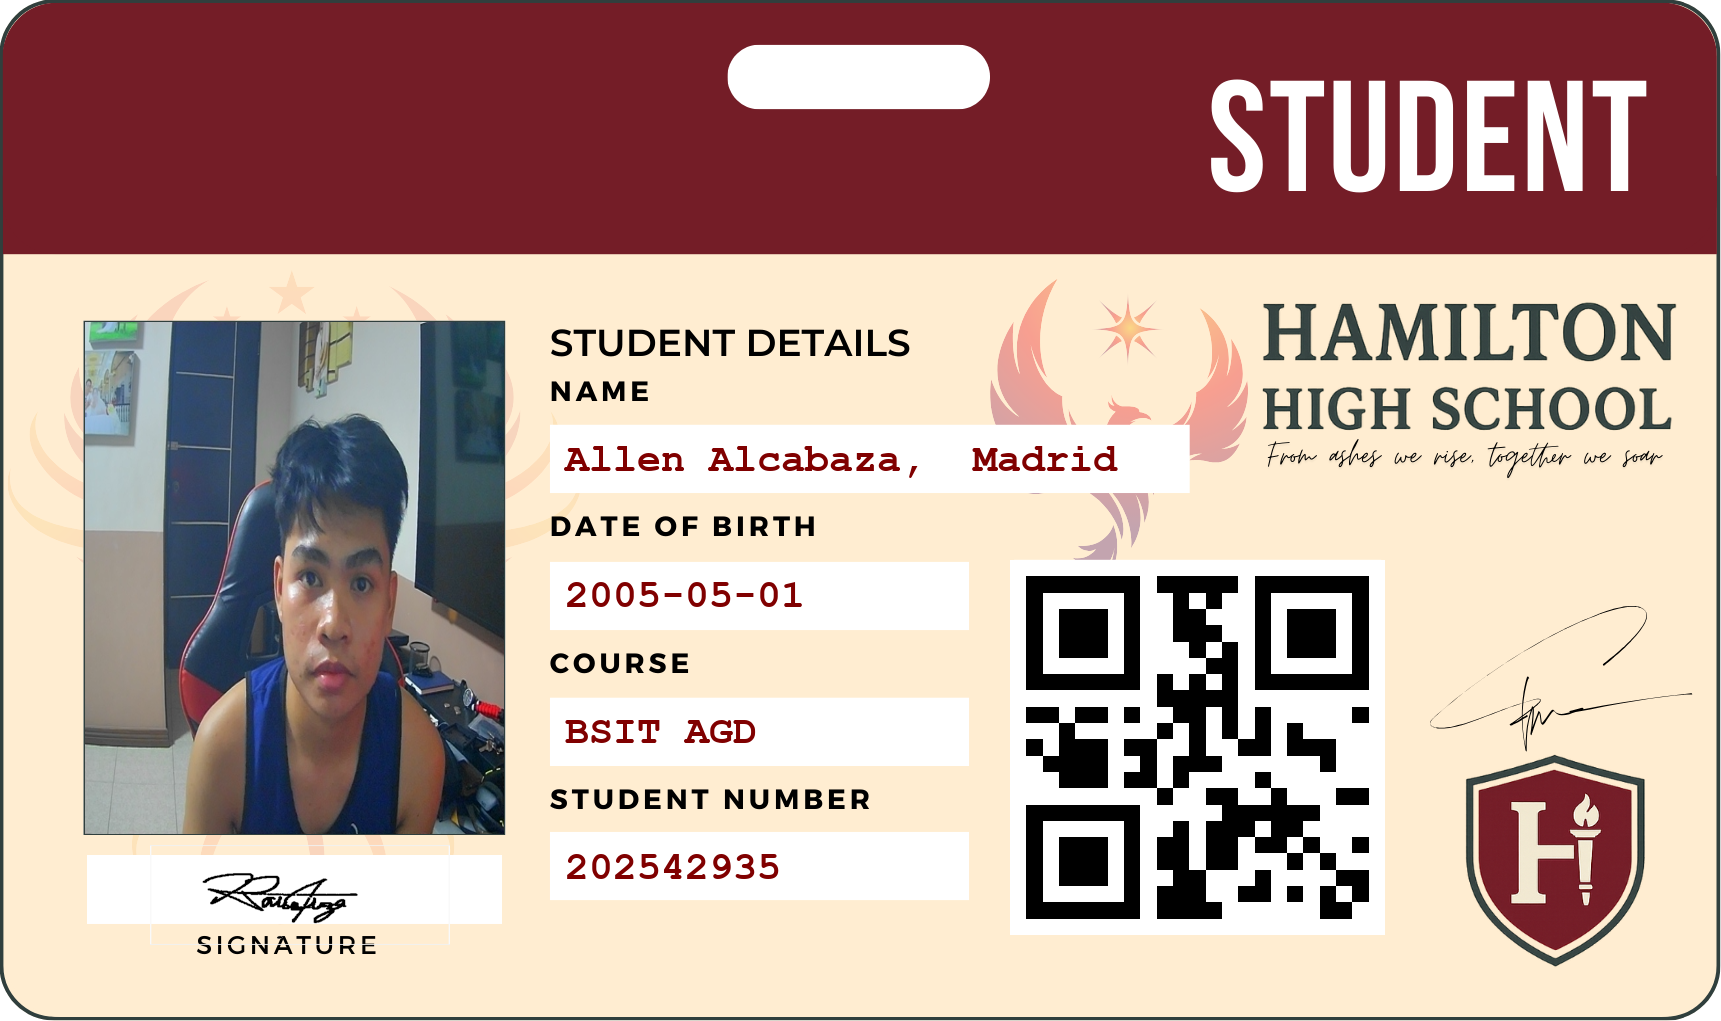 STUDENT
STUDENT DETAILS
NAME
Allen Alcabaza,  Madrid
DATE OF BIRTH
2005-05-01
COURSE
BSIT AGD
STUDENT NUMBER
202542935
SIGNATURE
HAMILTON
HIGH SCHOOL
From ashes we rise, together we soar
H